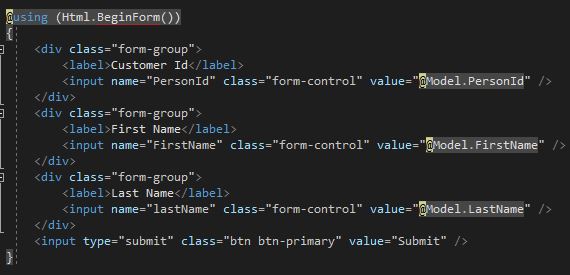 @using (Html.BeginForm())
{
    <div class="form-group">
        <label>Customer Id</label>
        <input name="PersonId" class="form-control" value="@Model.PersonId" />
    </div>
    <div class="form-group">
        <label>First Name</label>
        <input name="FirstName" class="form-control" value="@Model.FirstName" />
    </div>
    <div class="form-group">
        <label>Last Name</label>
        <input name="lastName" class="form-control" value="@Model.LastName" />
    </div>
    <input type="submit" class="btn btn-primary" value="Submit" />
}